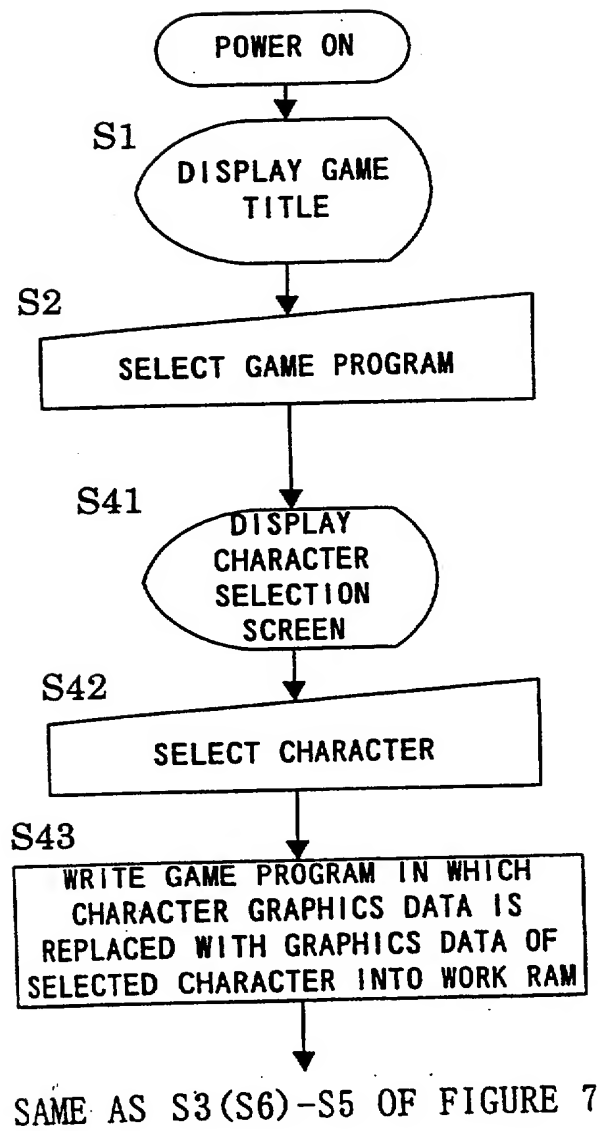 POWER ON
S1
DISPLAY GAME
TITLE
S2
SELECT GAME PROGRAM
S41
DISPLAY
CHARACTER
SELECTION
SCREEN
S42
SELECT CHARACTER
S43
WRITE GAME PROGRAM IN WHICH
CHARACTER GRAPHICS DATA IS
REPLACED WITH GRAPHICS DATA OF
SELECTED CHARACTER INTO WORK RAM
SAME AS S3(S6)-S5 OF FIGURE 7